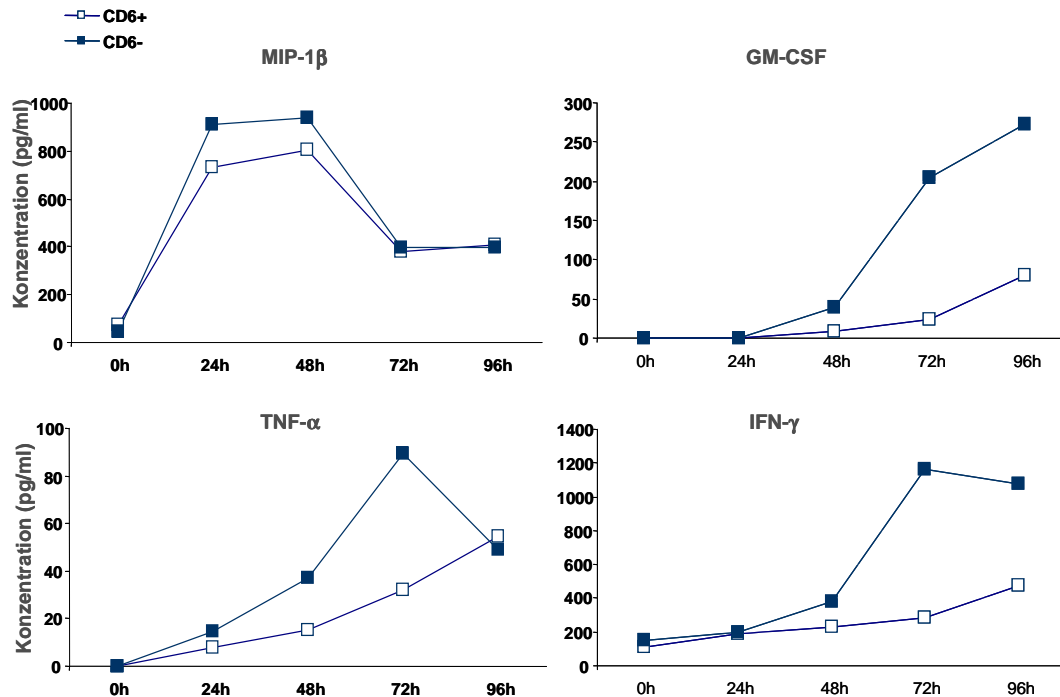 CD6+
CD6-
MIP-1β
Konzentration (pg/ml)
1000
800
600
400
200
0
0h 24h 48h 72h 96h
GM-CSF
300
250
200
150
100
50
0
0h 24h 48h 72h 96h
TNF-α
Konzentration (pg/ml)
100
80
60
40
20
0
0h 24h 48h 72h 96h
IFN-γ
1400
1200
1000
800
600
400
200
0
0h 24h 48h 72h 96h